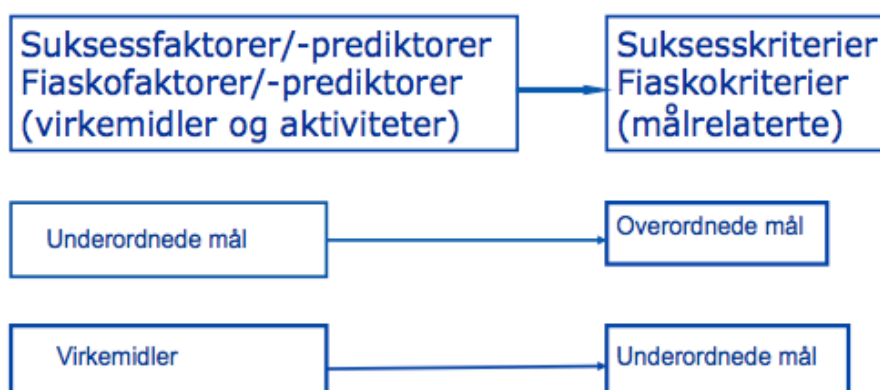 Suksessfaktorer/-prediktorer
Fiaskofaktorer/-prediktorer
(virkemidler og aktiviteter)
Suksesskriterier
Fiaskokriterier
(målrelaterte)
Underordnede mål
Overordnede mål
Virkemidler
Underordnede mål